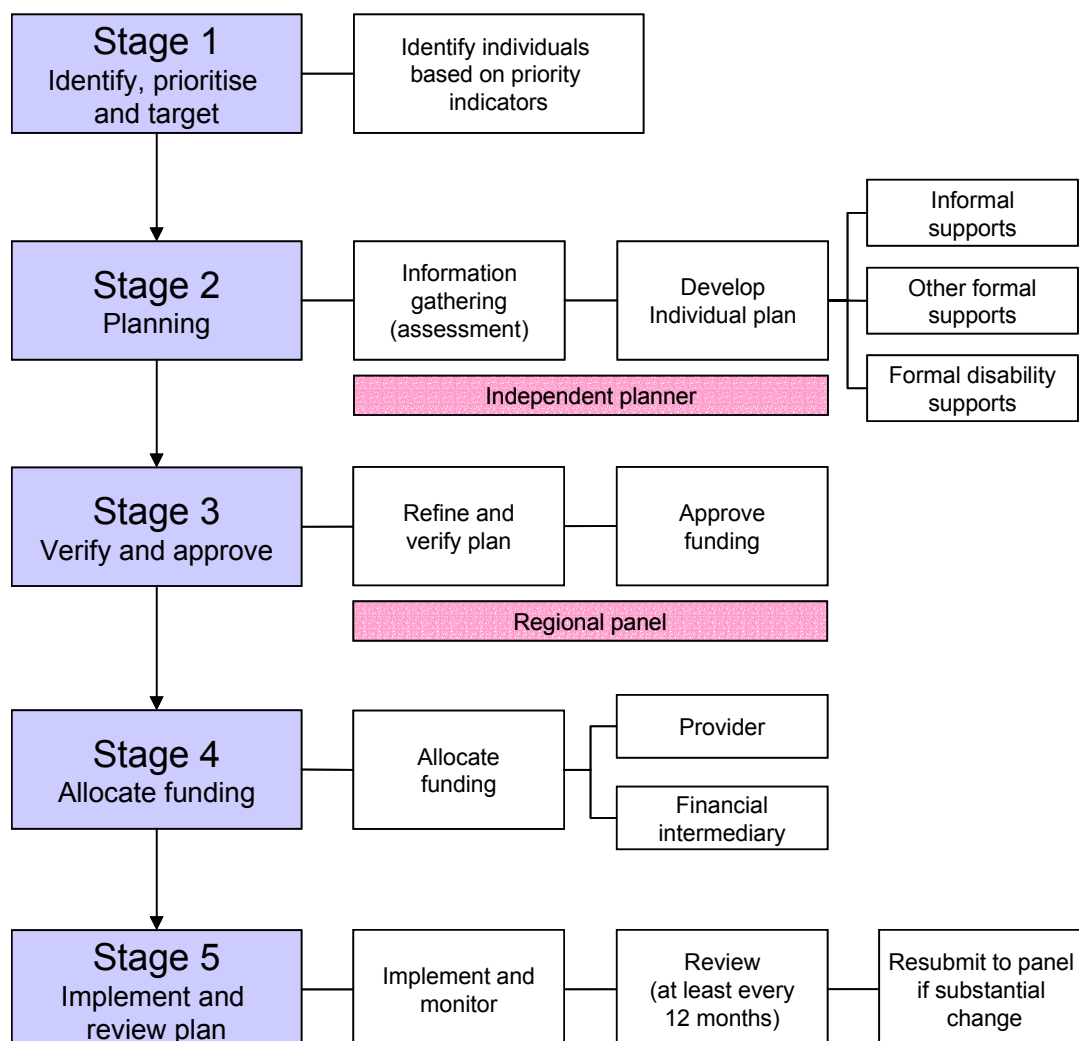 Stage 1
Identify, prioritise
and target
Identify individuals
based on priority
indicators
Stage 2
Planning
Information
gathering
(assessment)
Develop
Individual plan
Informal
supports
Other formal
supports
Formal disability
supports
Independent planner
Stage 3
Verify and approve
Refine and
verify plan
Approve
funding
Regional panel
Stage 4
Allocate funding
Allocate
funding
Provider
Financial
intermediary
Stage 5
Implement and
review plan
Implement and
monitor
Review
(at least every
12 months)
Resubmit to panel
if substantial
change